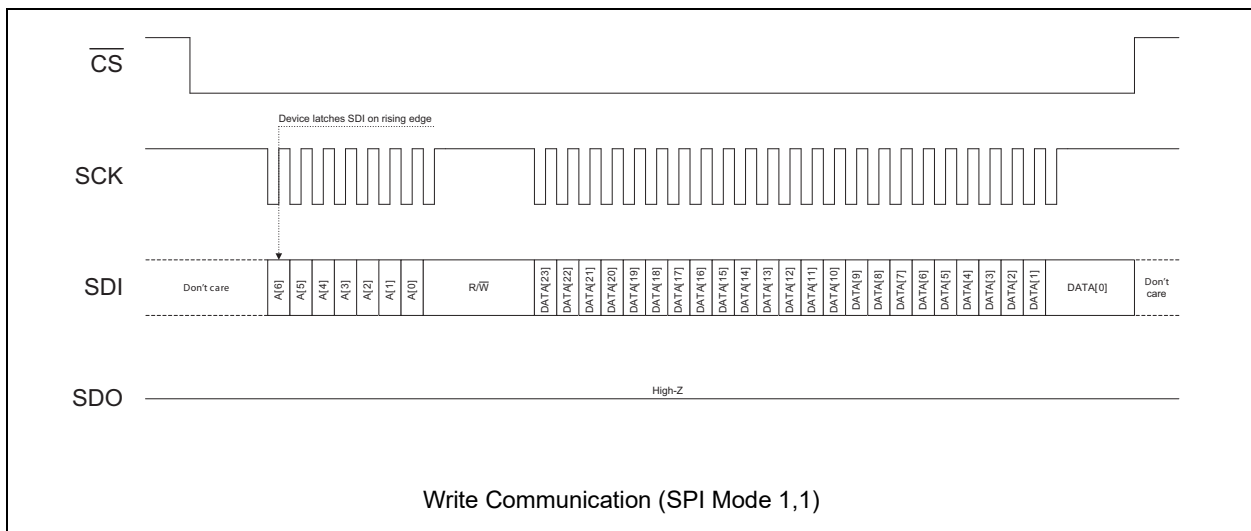 CS
Device latches SDI on rising edge
SCK
SDI Don't care A[6] A[5] A[4] A[3] A[2] A[1] A[0] R/W DATA[23] DATA[22] DATA[21] DATA[20] DATA[19] DATA[18] DATA[17] DATA[16] DATA[15] DATA[14] DATA[13] DATA[12] DATA[11] DATA[10] DATA[9] DATA[8] DATA[7] DATA[6] DATA[5] DATA[4] DATA[3] DATA[2] DATA[1] DATA[0] Don't care
SDO High-Z
Write Communication (SPI Mode 1,1)